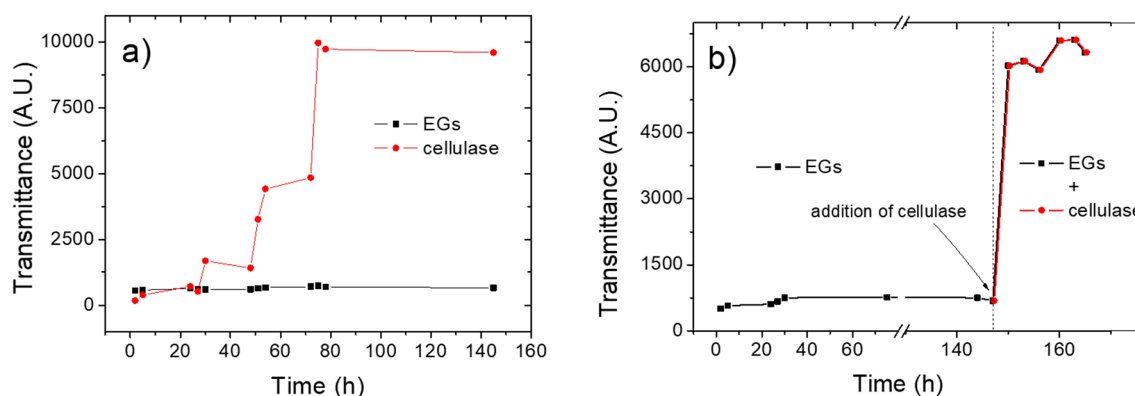 a)
Transmittance (A.U.)
10000
7500
5000
2500
0
EGs
cellulase
0 20 40 60 80 100 120 140 160
Time (h)
b)
Transmittance (A.U.)
6000
4500
3000
1500
750
0
EGs
addition of cellulase
EGs
+
cellulase
0 20 40 60 140 160
Time (h)